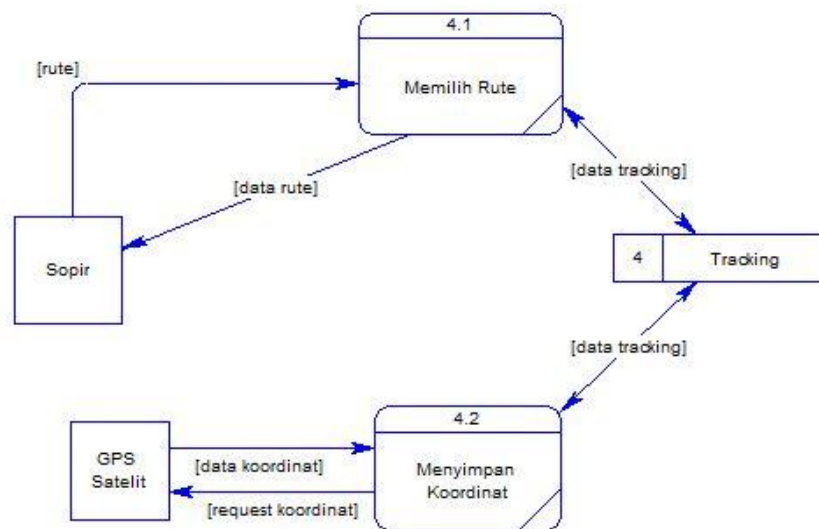 4.1
[rute]
Memilih Rute
[data tracking]
[data rute]
Sopir
4
Tracking
[data tracking]
4.2
GPS
Satelit
[data koordinat]
Menyimpan
Koordinat
[request koordinat]